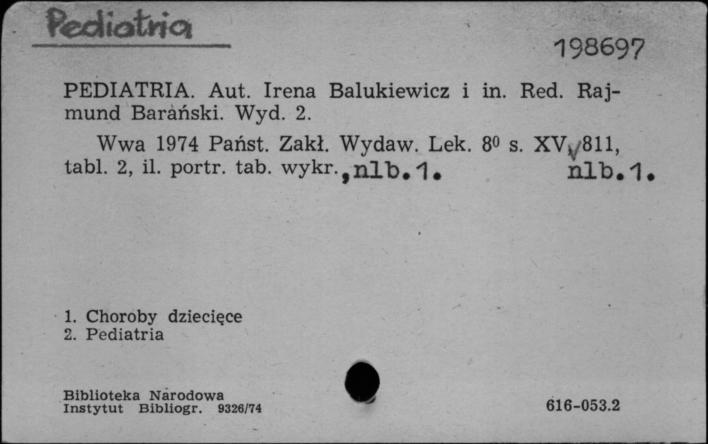 Pediatria
198697
PEDIATRIA. Aut. Irena Balukiewicz i in. Red. Raj-
mund Barański. Wyd. 2.
Wwa 1974 Państ. Zakł. Wydaw. Lek. 8⁰ s. XV, 811,
tabl. 2, il. portr. tab. wykr., nlb.1. nlb.1.
1. Choroby dziecięce
2. Pediatria
Biblioteka Narodowa
Instytut Bibliogr. 9326/74
616-053.2